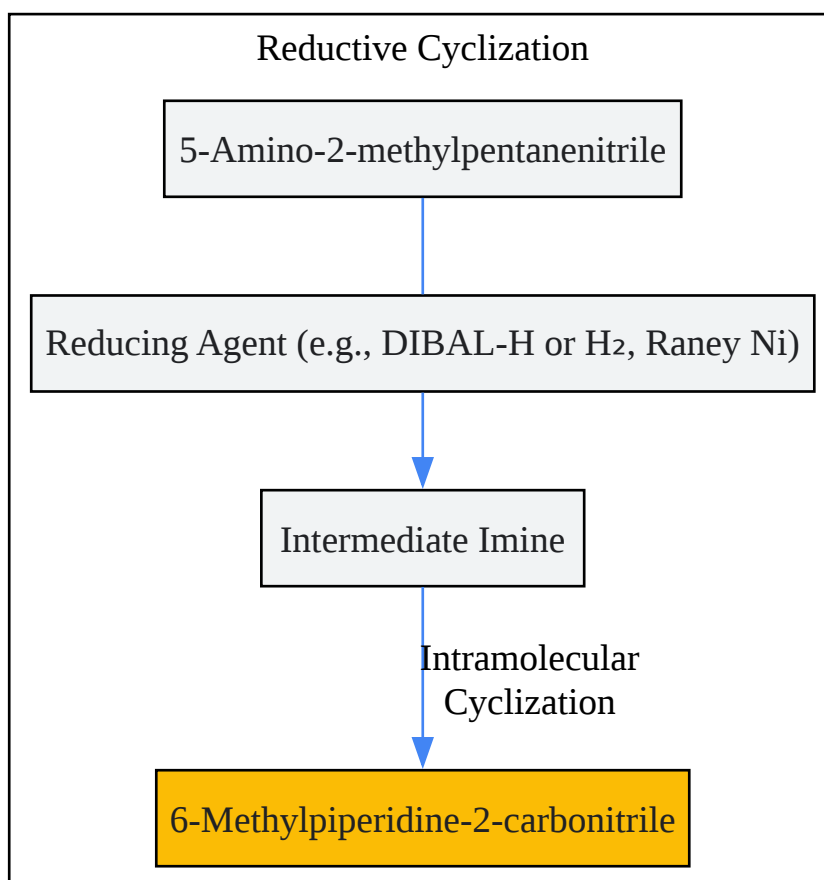 Reductive Cyclization
5-Amino-2-methylpentanenitrile
Reducing Agent (e.g., DIBAL-H or H₂, Raney Ni)
Intermediate Imine
Intramolecular
Cyclization
6-Methylpiperidine-2-carbonitrile